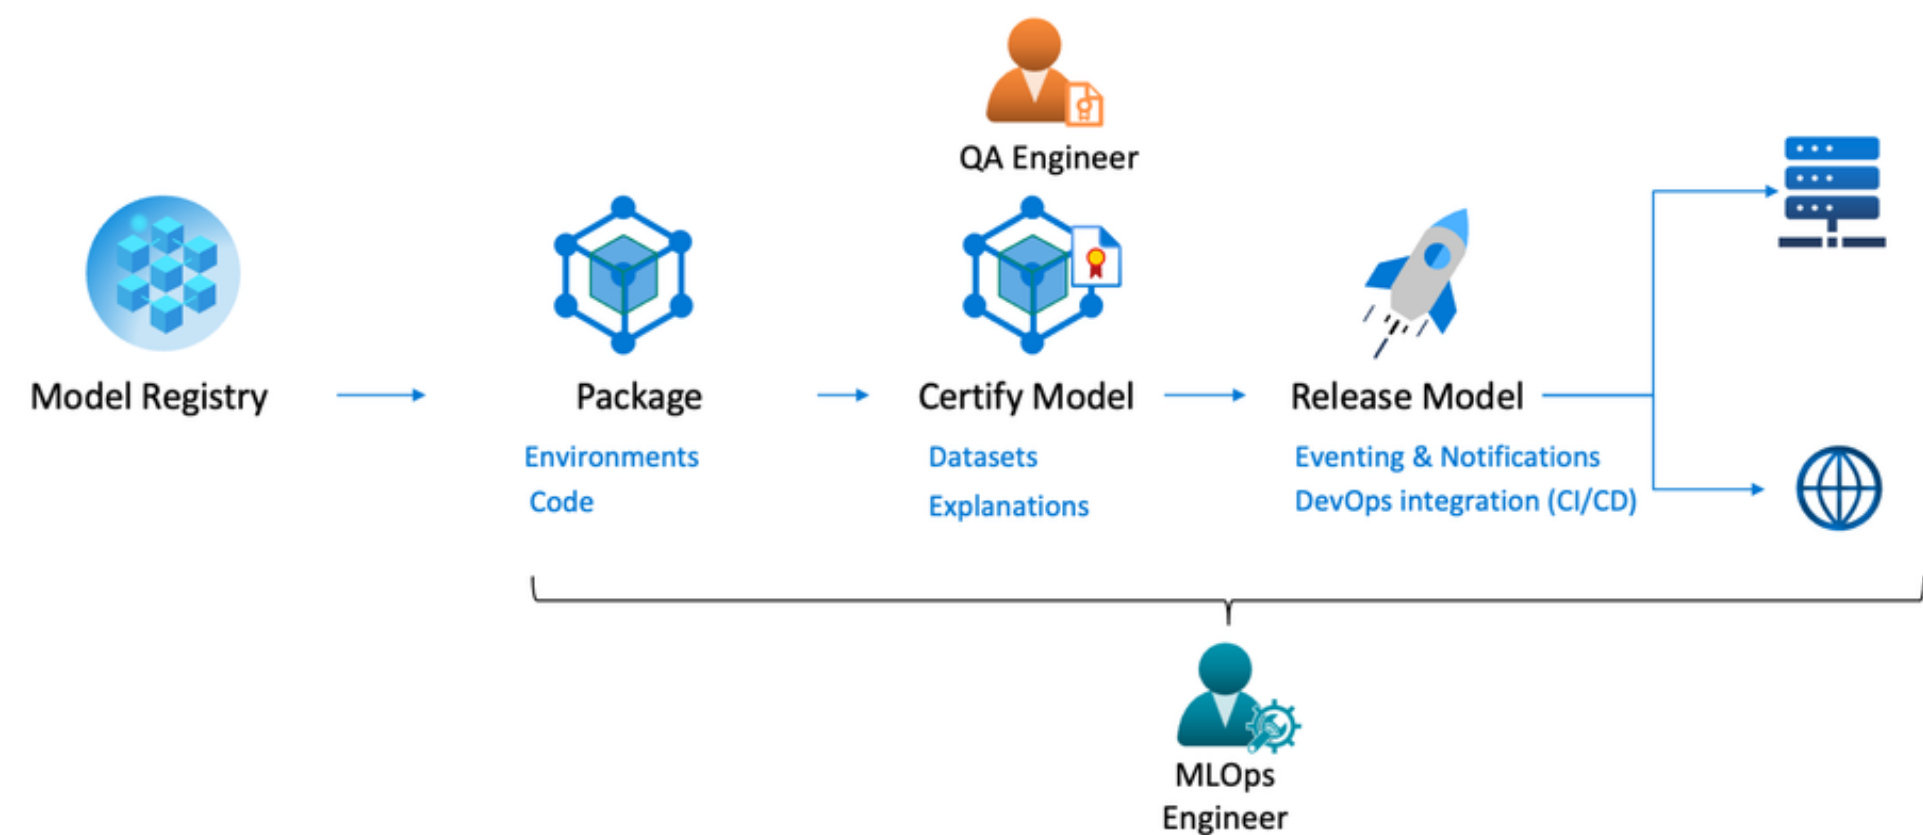 QA Engineer
Model Registry
Package
Certify Model
Release Model
Environments
Datasets
Eventing & Notifications
Code
Explanations
DevOps integration (CI/CD)
MLOps
Engineer